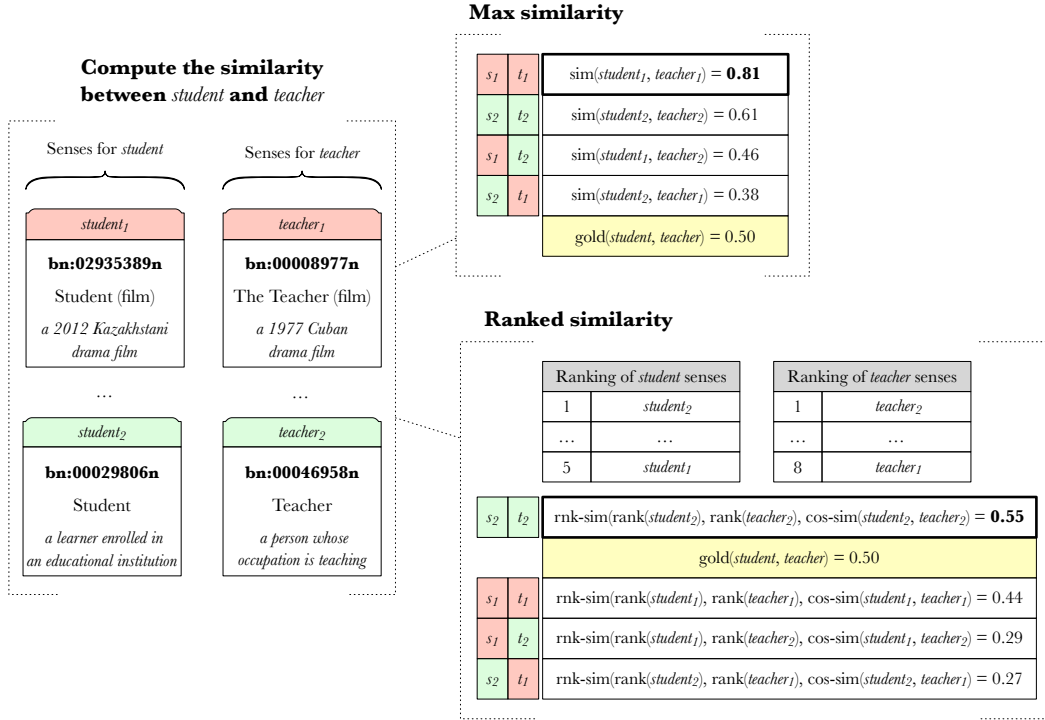 Compute the similarity
between student and teacher
Senses for student
Senses for teacher
student1
bn:02935389n
Student (film)
a 2012 Kazakhstani
drama film
teacher1
bn:00008977n
The Teacher (film)
a 1977 Cuban
drama film
...
...
student2
bn:00029806n
Student
a learner enrolled in
an educational institution
teacher2
bn:00046958n
Teacher
a person whose
occupation is teaching
Max similarity
s1 t1 sim(student1, teacher1) = 0.81
s2 t2 sim(student2, teacher2) = 0.61
s1 t2 sim(student1, teacher2) = 0.46
s2 t1 sim(student2, teacher1) = 0.38
gold(student, teacher) = 0.50
Ranked similarity
Ranking of student senses
1 student2
... ...
5 student1
Ranking of teacher senses
1 teacher2
... ...
8 teacher1
s2 t2 rnk-sim(rank(student2), rank(teacher2), cos-sim(student2, teacher2) = 0.55
gold(student, teacher) = 0.50
s1 t1 rnk-sim(rank(student1), rank(teacher1), cos-sim(student1, teacher1) = 0.44
s1 t2 rnk-sim(rank(student1), rank(teacher2), cos-sim(student1, teacher2) = 0.29
s2 t1 rnk-sim(rank(student2), rank(teacher1), cos-sim(student2, teacher1) = 0.27